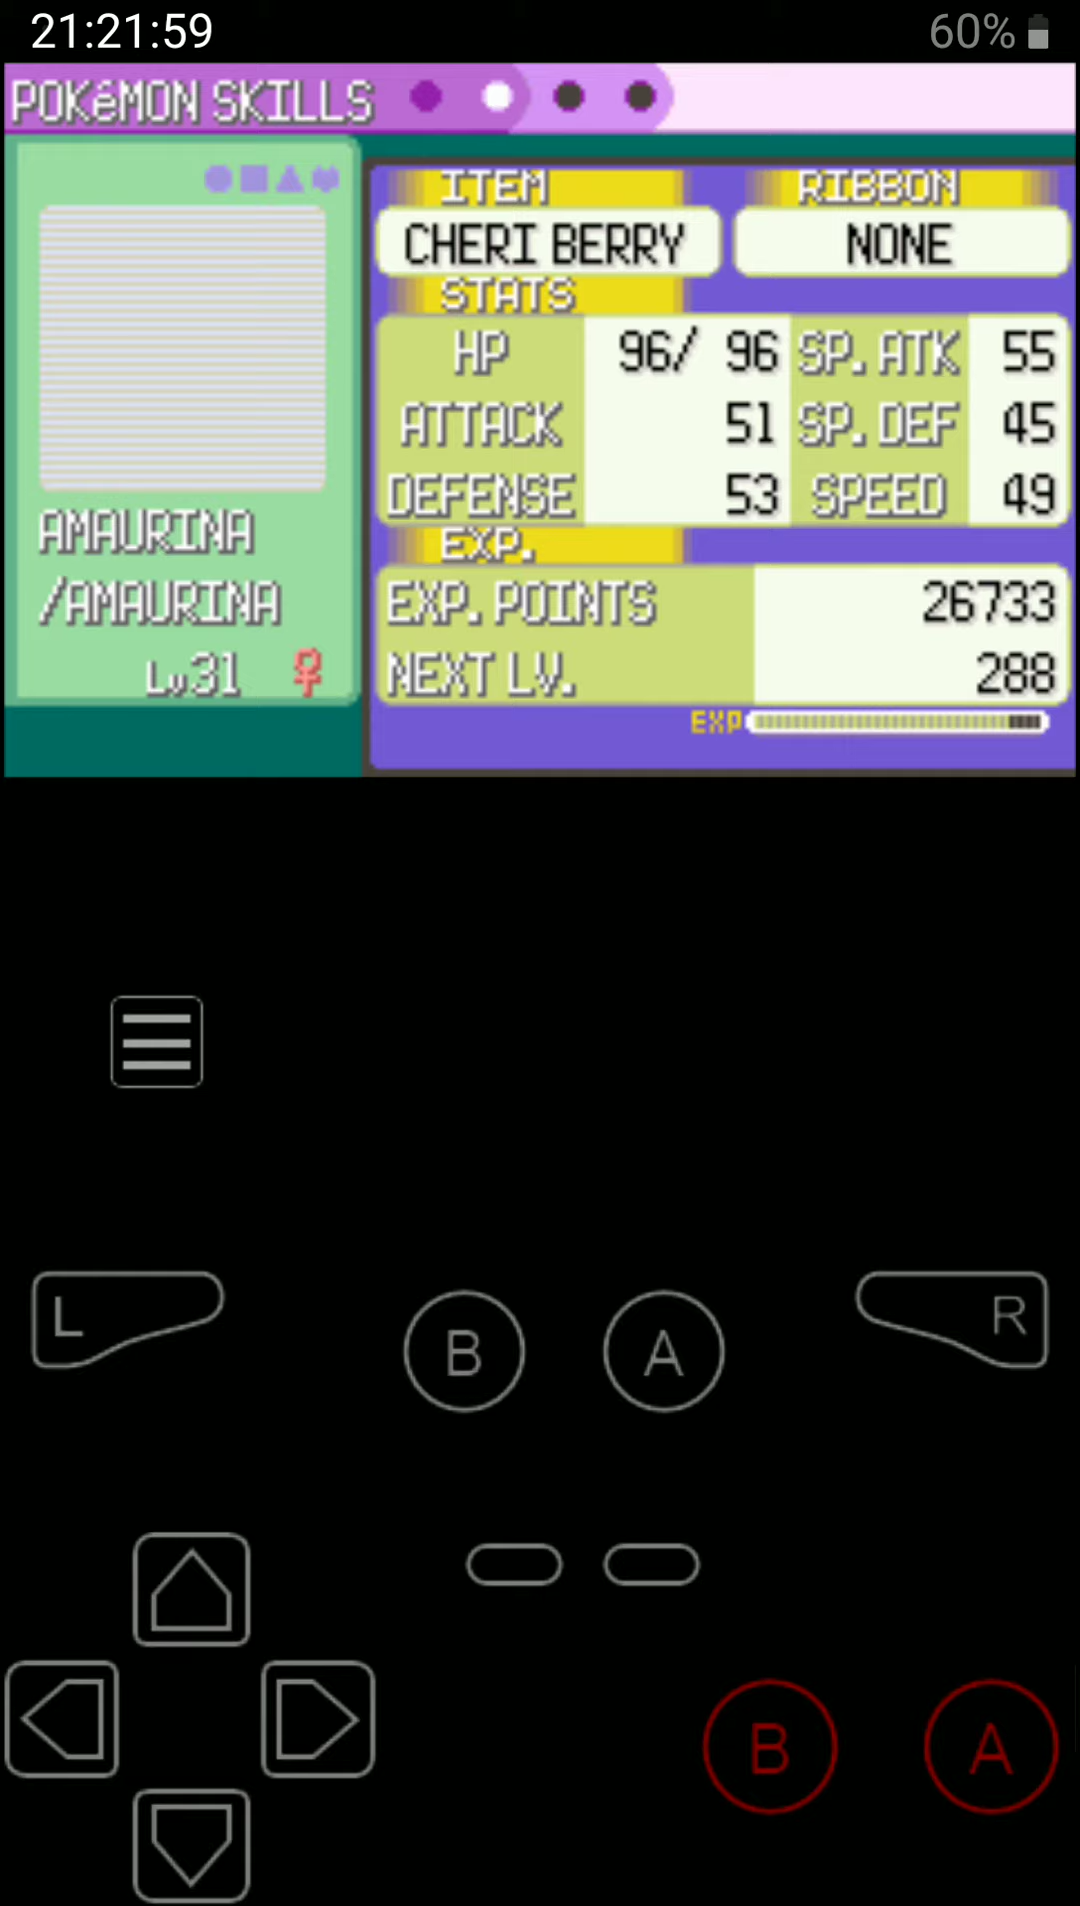 21:21:59 60%
POKéMON SKILLS
ITEM RIBBON
CHERI BERRY NONE
STATS
HP 96/ 96 SP. ATK 55
ATTACK 51 SP. DEF 45
DEFENSE 53 SPEED 49
AMAURINA
/AMAURINA
Lv31 ♀
EXP.
EXP. POINTS 26733
NEXT LV. 288
EXP
L B A R
B A